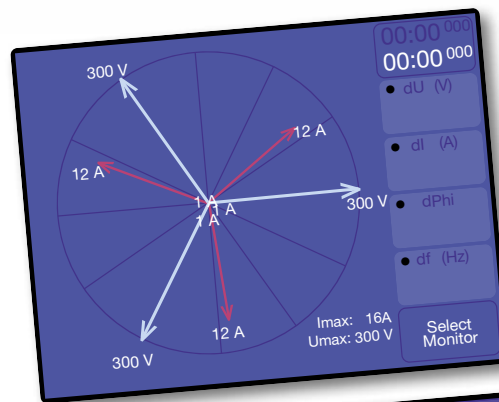 00:00 000
00:00 000
dU (V)
dI (A)
dPhi
df (Hz)
Select
Monitor
300 V
12 A
12 A
300 V
1 A
1 A
1 A
12 A
300 V
Imax: 16A
Umax: 300 V